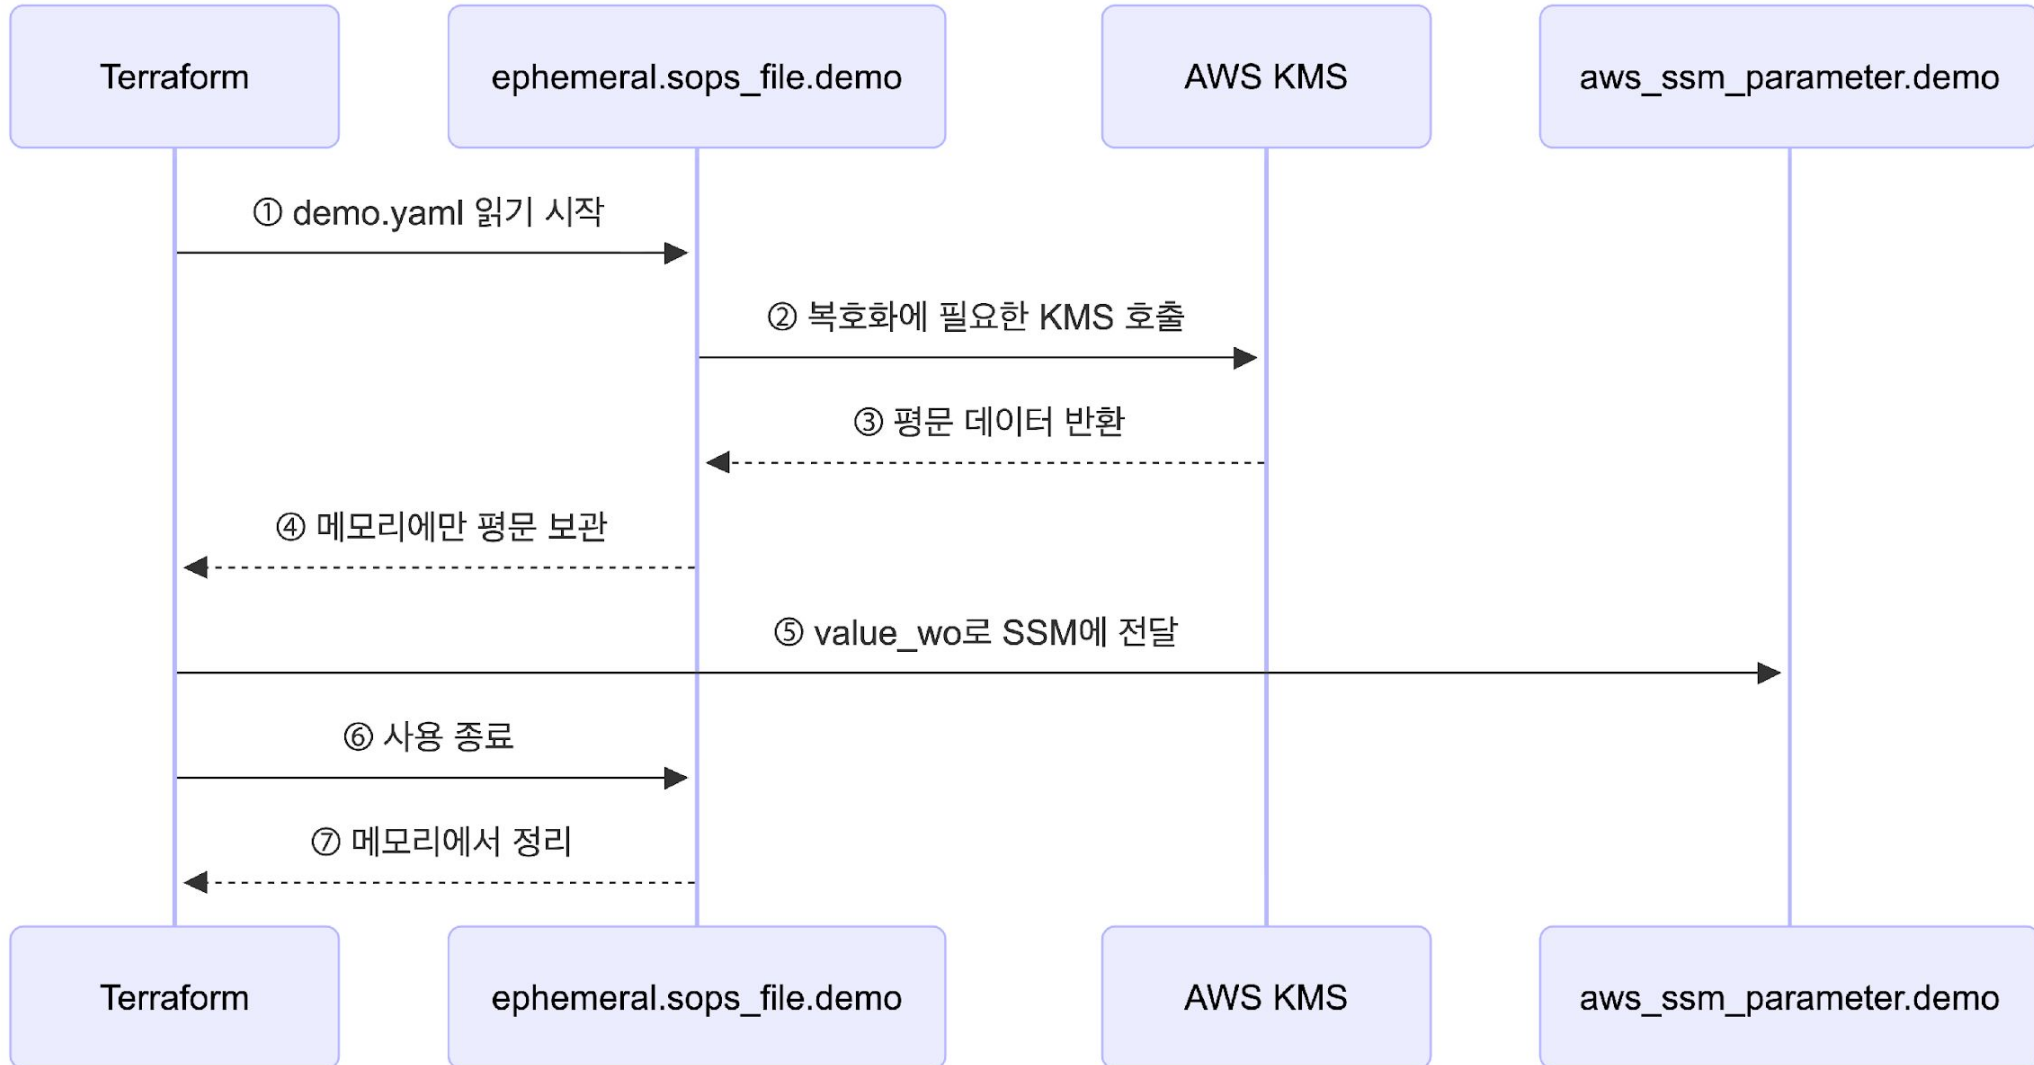 Terraform
ephemeral.sops_file.demo
AWS KMS
aws_ssm_parameter.demo
① demo.yaml 읽기 시작
② 복호화에 필요한 KMS 호출
③ 평문 데이터 반환
④ 메모리에만 평문 보관
⑤ value_wo로 SSM에 전달
⑥ 사용 종료
⑦ 메모리에서 정리
Terraform
ephemeral.sops_file.demo
AWS KMS
aws_ssm_parameter.demo